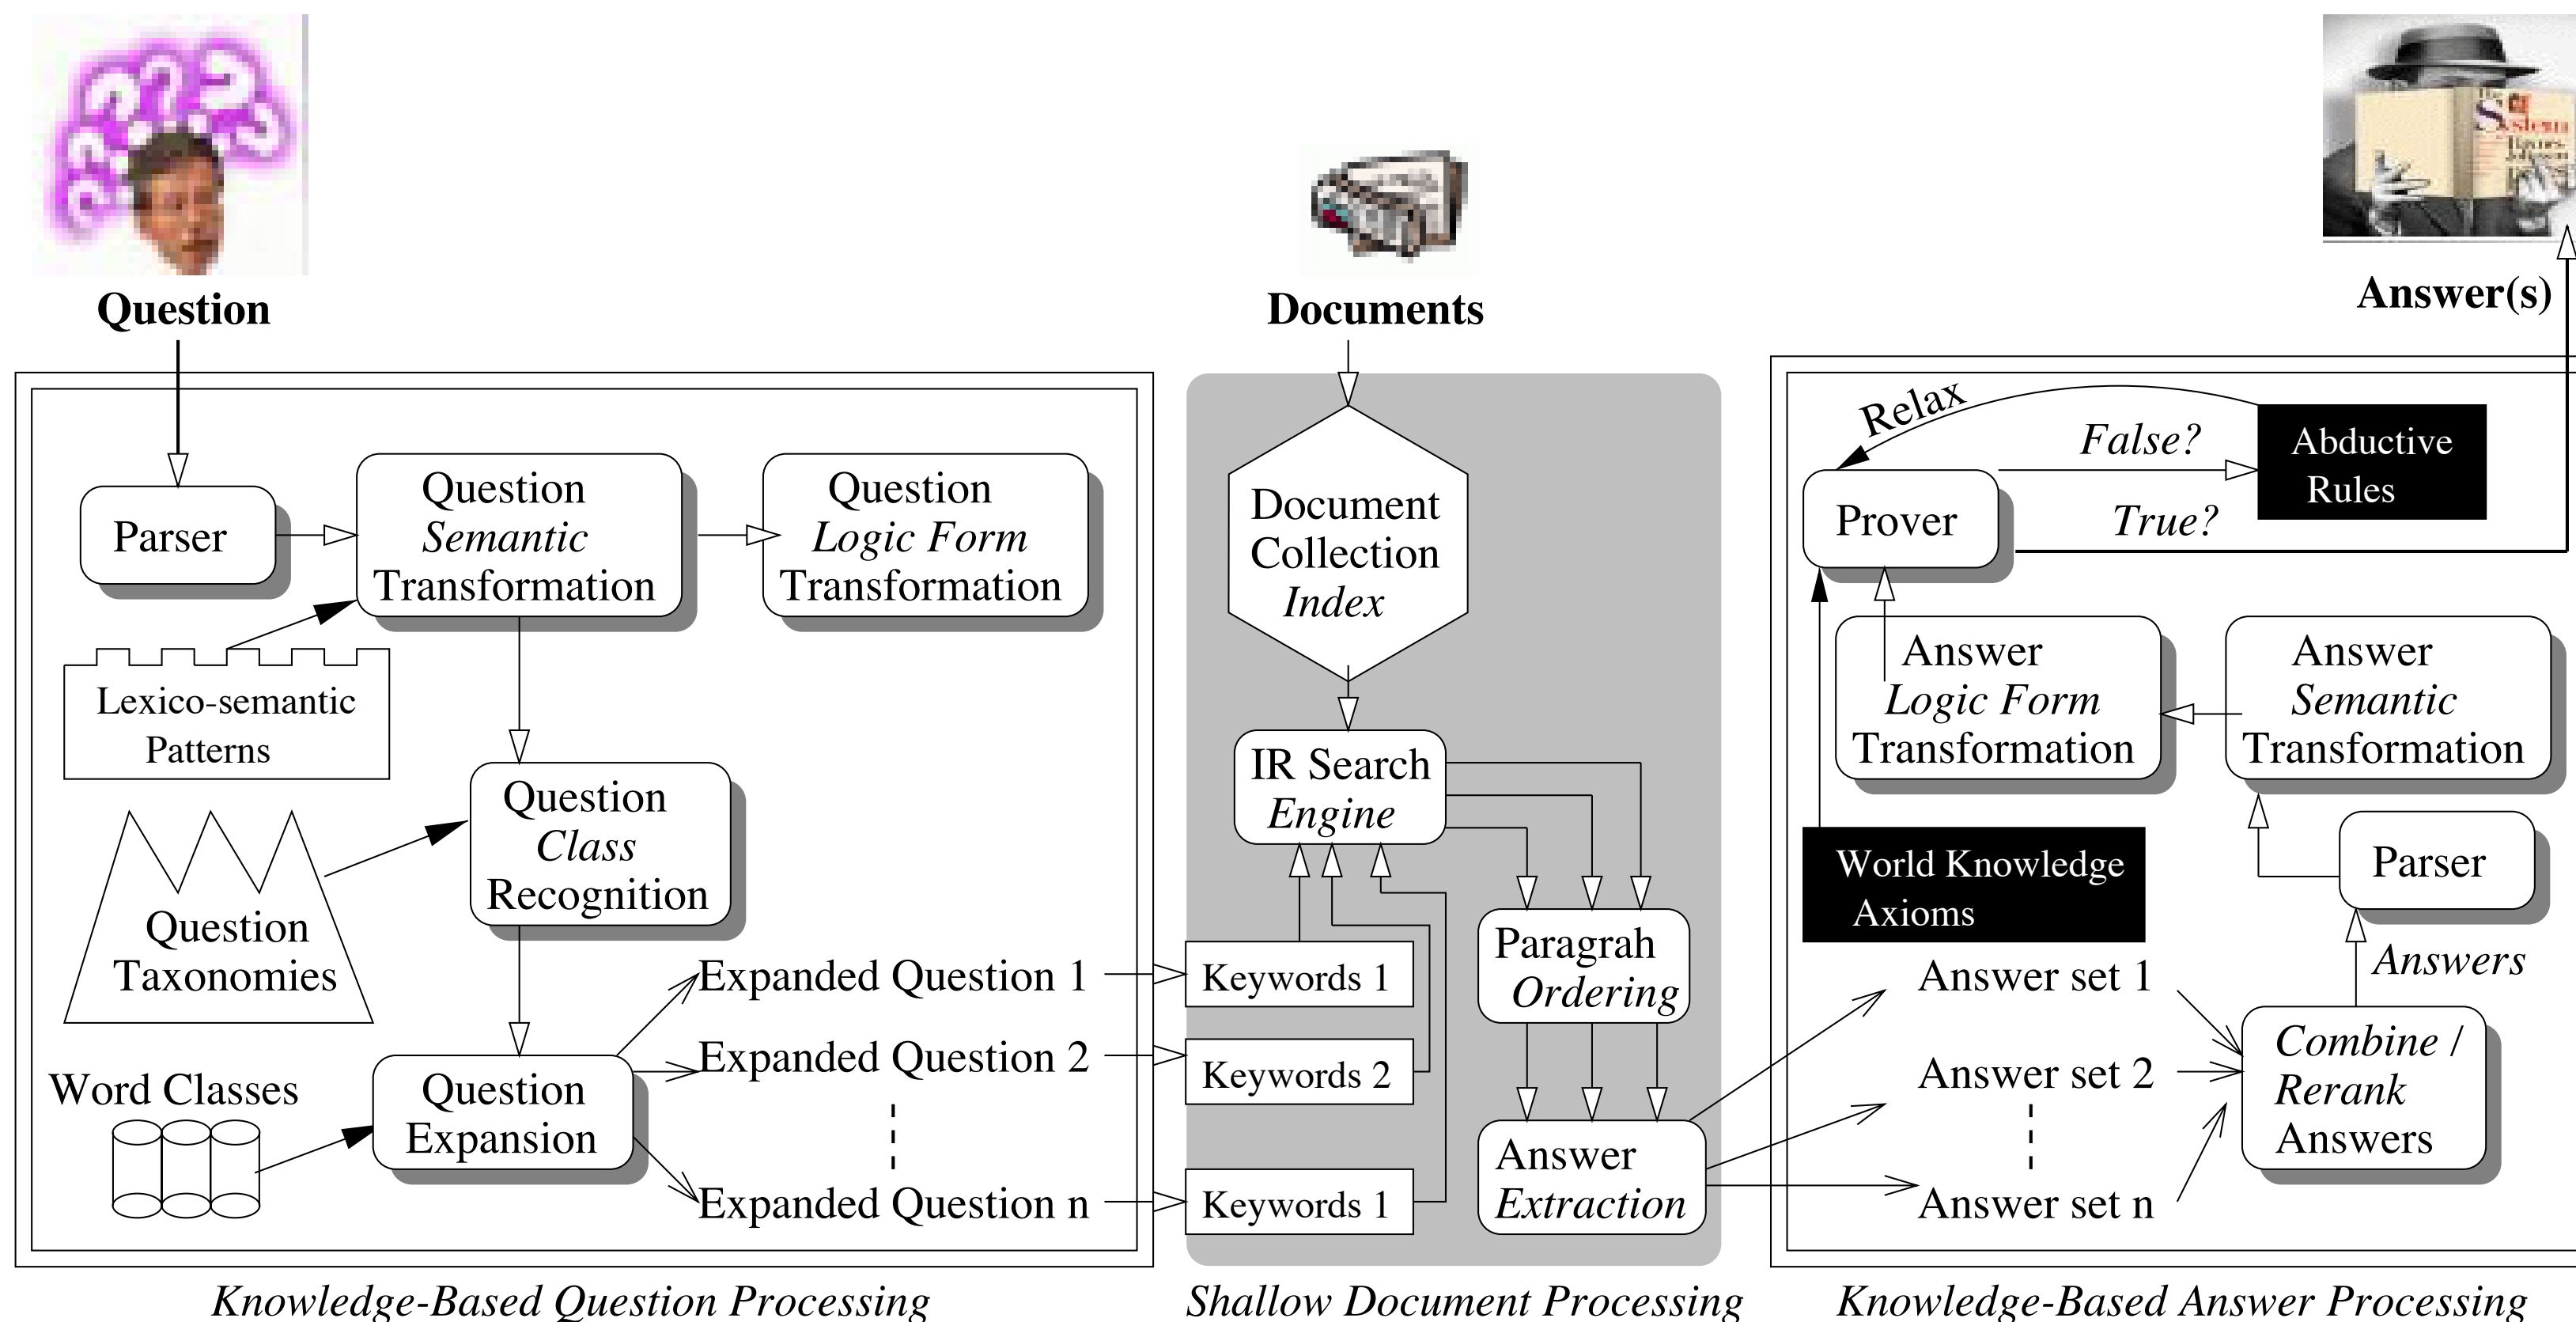 Question
Documents
Answer(s)
Parser
Question
Semantic
Transformation
Question
Logic Form
Transformation
Lexico-semantic
Patterns
Question
Class
Recognition
Question
Taxonomies
Word Classes
Question
Expansion
Expanded Question 1
Expanded Question 2
Expanded Question n
Knowledge-Based Question Processing
Document
Collection
Index
IR Search
Engine
Keywords 1
Keywords 2
Keywords 1
Paragrah
Ordering
Answer
Extraction
Shallow Document Processing
Relax
False?
Abductive
Rules
True?
Prover
Answer
Logic Form
Transformation
Answer
Semantic
Transformation
World Knowledge
Axioms
Parser
Answers
Answer set 1
Answer set 2
Answer set n
Combine /
Rerank
Answers
Knowledge-Based Answer Processing